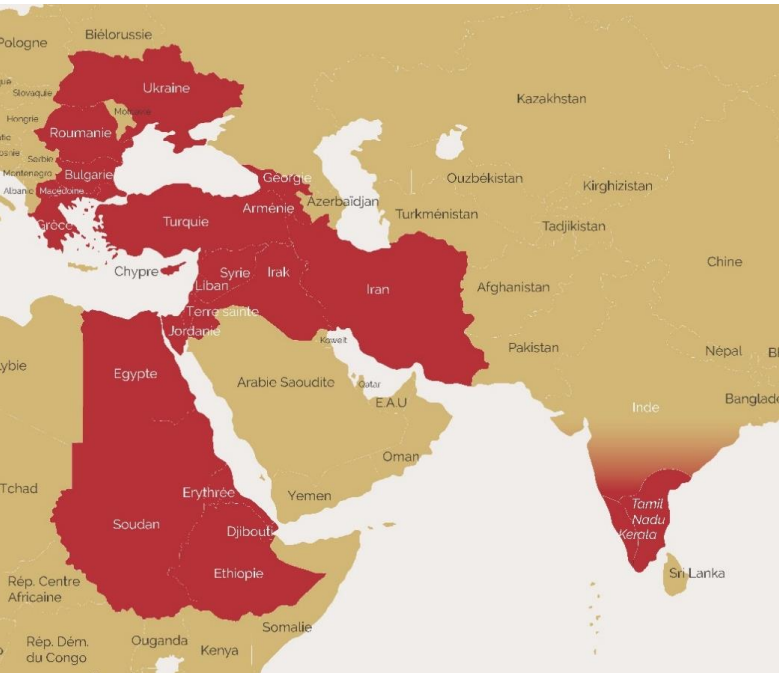 Biélorussie
Pologne
Ukraine
Slovaquie
Kazakhstan
Hongrie
Roumanie
Serbie
Montenegro
Bulgarie
Albanie
Macédoine
Grèce
Georgie
Ouzbékistan
Kirghizistan
Arménie
Azerbaïdjan
Turkménistan
Turquie
Tadjikistan
Chypre
Syrie
Irak
Liban
Iran
Afghanistan
Chine
Terre sainte
Jordanie
Koweit
Pakistan
Népal
Egypte
Arabie Saoudite
Qatar
E.A.U
Inde
Banglade
Oman
Tchad
Erythrée
Yemen
Soudan
Djibouti
Tamil
Nadu
Kerala
Ethiopie
Sri Lanka
Rép. Centre
Africaine
Somalie
Rép. Dém.
du Congo
Ouganda
Kenya